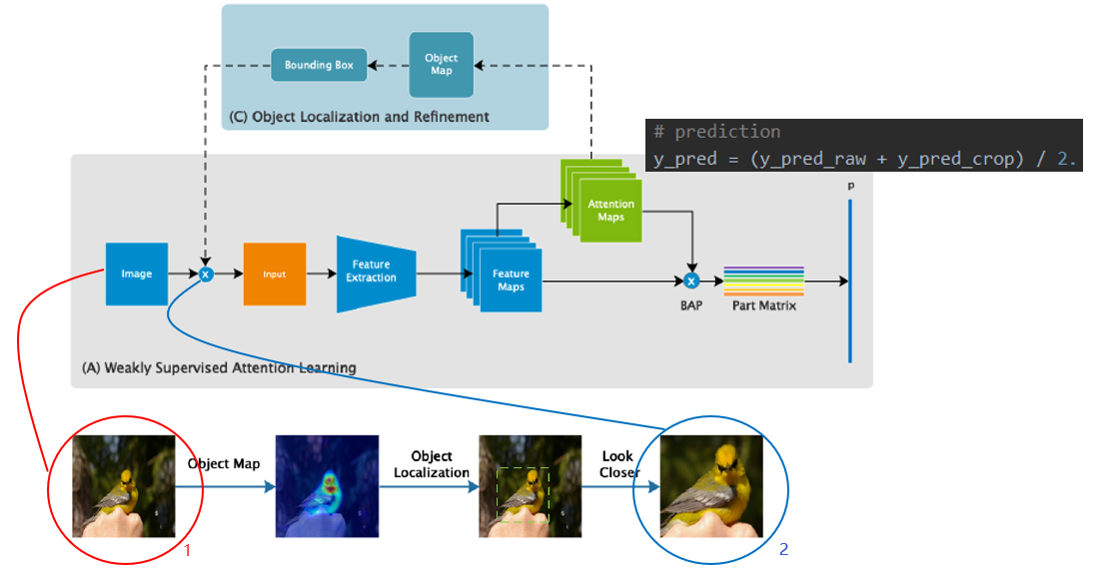 Bounding Box
Object
Map
(C) Object Localization and Refinement
# prediction
y_pred = (y_pred_raw + y_pred_crop) / 2.
Attention
Maps
p
Image
x
Input
Feature
Extraction
Feature
Maps
x
BAP
Part Matrix
(A) Weakly Supervised Attention Learning
Object Map
Object
Localization
Look
Closer
1
2